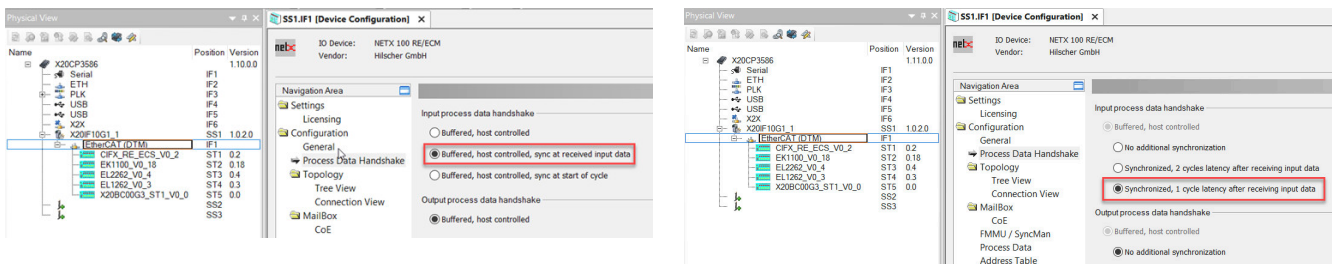 Physical View
SS1.IF1 [Device Configuration] X
Name Position Version
X20CP3586 1.10.0.0
Serial IF1
ETH IF2
PLK IF3
USB IF4
USB IF5
X2X IF6
X20IF10G1_1 SS1 1.0.2.0
EtherCAT (DTM) IF1
CIFX_RE_ECS_V0_2 ST1 0.2
EK1100_V0_18 ST2 0.18
EL2262_V0_4 ST3 0.4
EL1262_V0_3 ST4 0.3
X20BC00G3_ST1_V0_0 ST5 0.0
SS2
SS3
netx
IO Device: NETX 100 RE/ECM
Vendor: Hilscher GmbH
Navigation Area
Settings
Licensing
Configuration
General
Process Data Handshake
Topology
Tree View
Connection View
MailBox
CoE
Input process data handshake
Buffered, host controlled
Buffered, host controlled, sync at received input data
Buffered, host controlled, sync at start of cycle
Output process data handshake
Buffered, host controlled
Physical View
SS1.IF1 [Device Configuration] X
Name Position Version
X20CP3586 1.11.0.0
Serial IF1
ETH IF2
PLK IF3
USB IF4
USB IF5
X2X IF6
X20IF10G1_1 SS1 1.0.2.0
EtherCAT (DTM) IF1
CIFX_RE_ECS_V0_2 ST1 0.2
EK1100_V0_18 ST2 0.18
EL2262_V0_4 ST3 0.4
EL1262_V0_3 ST4 0.3
X20BC00G3_ST1_V0_0 ST5 0.0
SS2
SS3
netx
IO Device: NETX 100 RE/ECM
Vendor: Hilscher GmbH
Navigation Area
Settings
Licensing
Configuration
General
Process Data Handshake
Topology
Tree View
Connection View
MailBox
CoE
FMMU / SyncMan
Process Data
Address Table
Input process data handshake
Buffered, host controlled
No additional synchronization
Synchronized, 2 cycles latency after receiving input data
Synchronized, 1 cycle latency after receiving input data
Output process data handshake
Buffered, host controlled
No additional synchronization